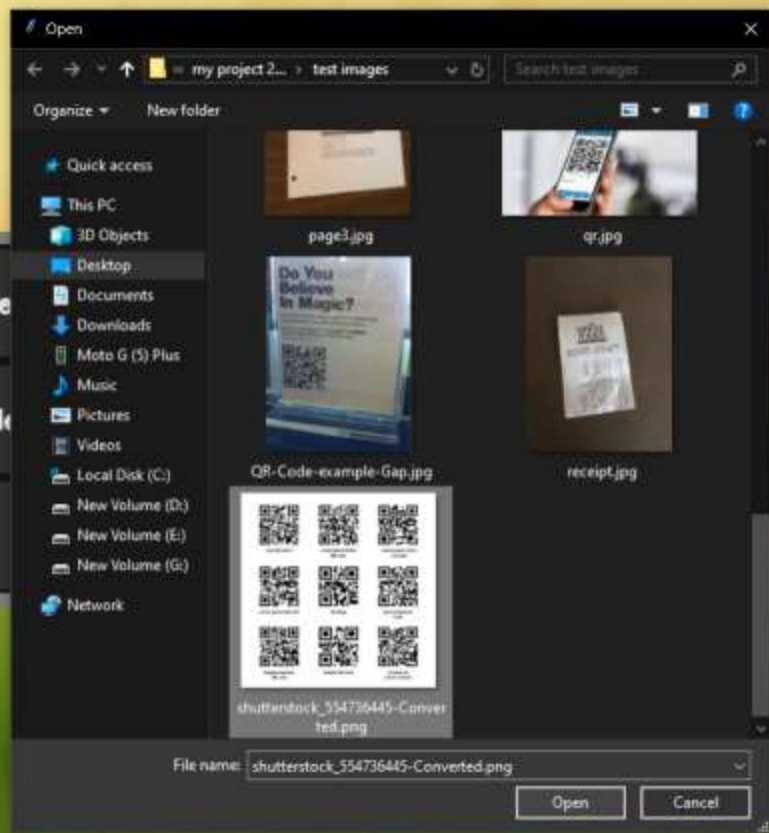 Open
my project 2... › test images
Search test images
Organize
New folder
Quick access
This PC
3D Objects
Desktop
Documents
Downloads
Moto G (5) Plus
Music
Pictures
Videos
Local Disk (C:)
New Volume (D:)
New Volume (E:)
New Volume (G:)
Network
page3.jpg
qr.jpg
Do You
Believe
In Magic?
QR-Code-example-Gap.jpg
receipt.jpg
shutterstock_554736445-Conver
ted.png
File name:
shutterstock_554736445-Converted.png
Open
Cancel